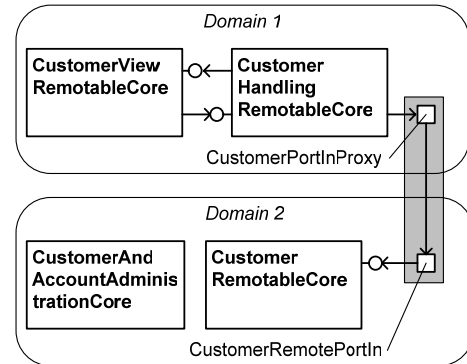 Domain 1
CustomerView
RemotableCore
Customer
Handling
RemotableCore
CustomerPortInProxy
Domain 2
CustomerAnd
AccountAdminis
trationCore
Customer
RemotableCore
CustomerRemotePortIn